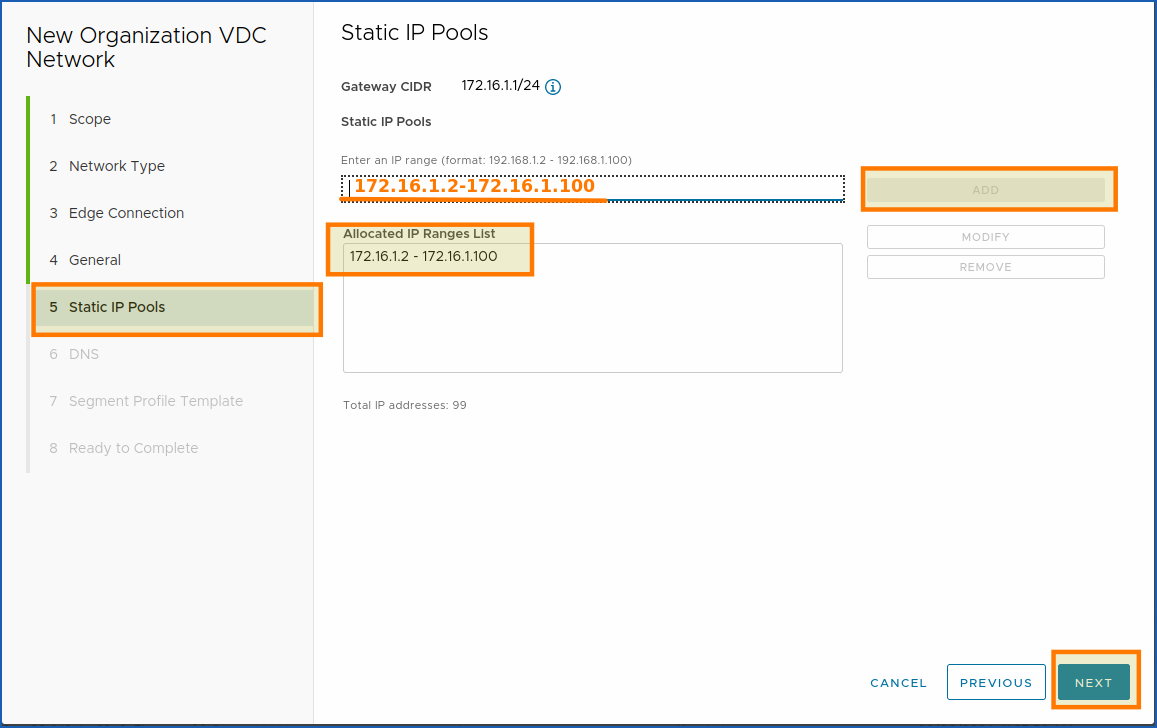 New Organization VDC
Network
1 Scope
2 Network Type
3 Edge Connection
4 General
5 Static IP Pools
6 DNS
7 Segment Profile Template
8 Ready to Complete
Static IP Pools
Gateway CIDR 172.16.1.1/24
Static IP Pools
Enter an IP range (format: 192.168.1.2 - 192.168.1.100)
172.16.1.2-172.16.1.100
ADD
Allocated IP Ranges List
172.16.1.2 - 172.16.1.100
MODIFY
REMOVE
Total IP addresses: 99
CANCEL PREVIOUS NEXT